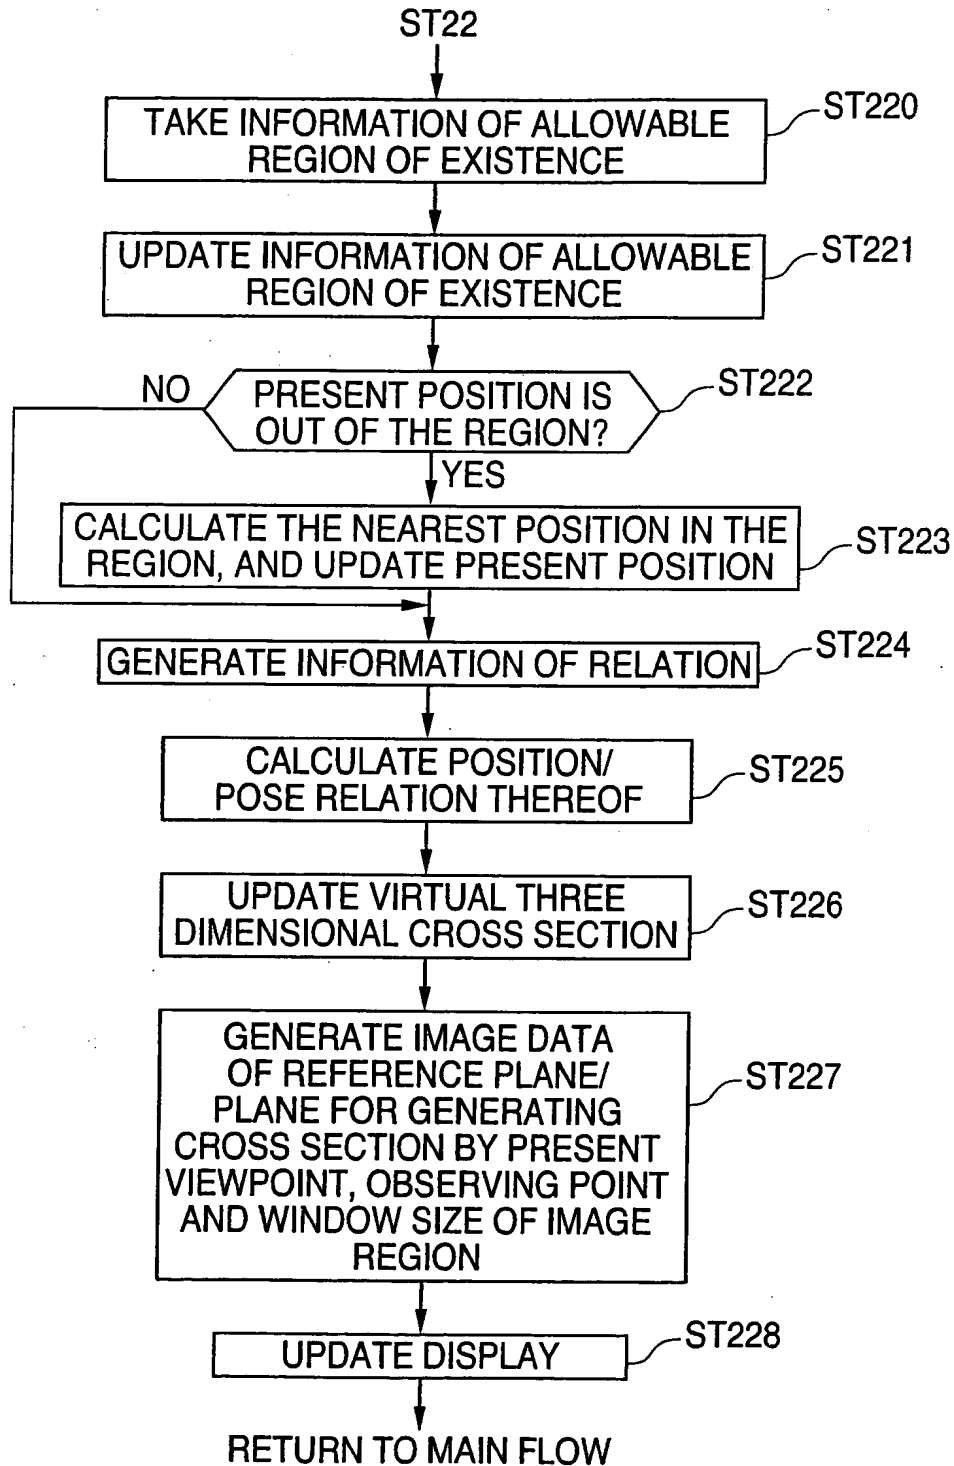 ST22
ST220
TAKE INFORMATION OF ALLOWABLE
REGION OF EXISTENCE
ST221
UPDATE INFORMATION OF ALLOWABLE
REGION OF EXISTENCE
NO
ST222
PRESENT POSITION IS
OUT OF THE REGION?
YES
CALCULATE THE NEAREST POSITION IN THE
REGION, AND UPDATE PRESENT POSITION
ST223
ST224
GENERATE INFORMATION OF RELATION
CALCULATE POSITION/
POSE RELATION THEREOF
ST225
UPDATE VIRTUAL THREE
DIMENSIONAL CROSS SECTION
ST226
GENERATE IMAGE DATA
OF REFERENCE PLANE/
PLANE FOR GENERATING
CROSS SECTION BY PRESENT
VIEWPOINT, OBSERVING POINT
AND WINDOW SIZE OF IMAGE
REGION
ST227
UPDATE DISPLAY
ST228
RETURN TO MAIN FLOW